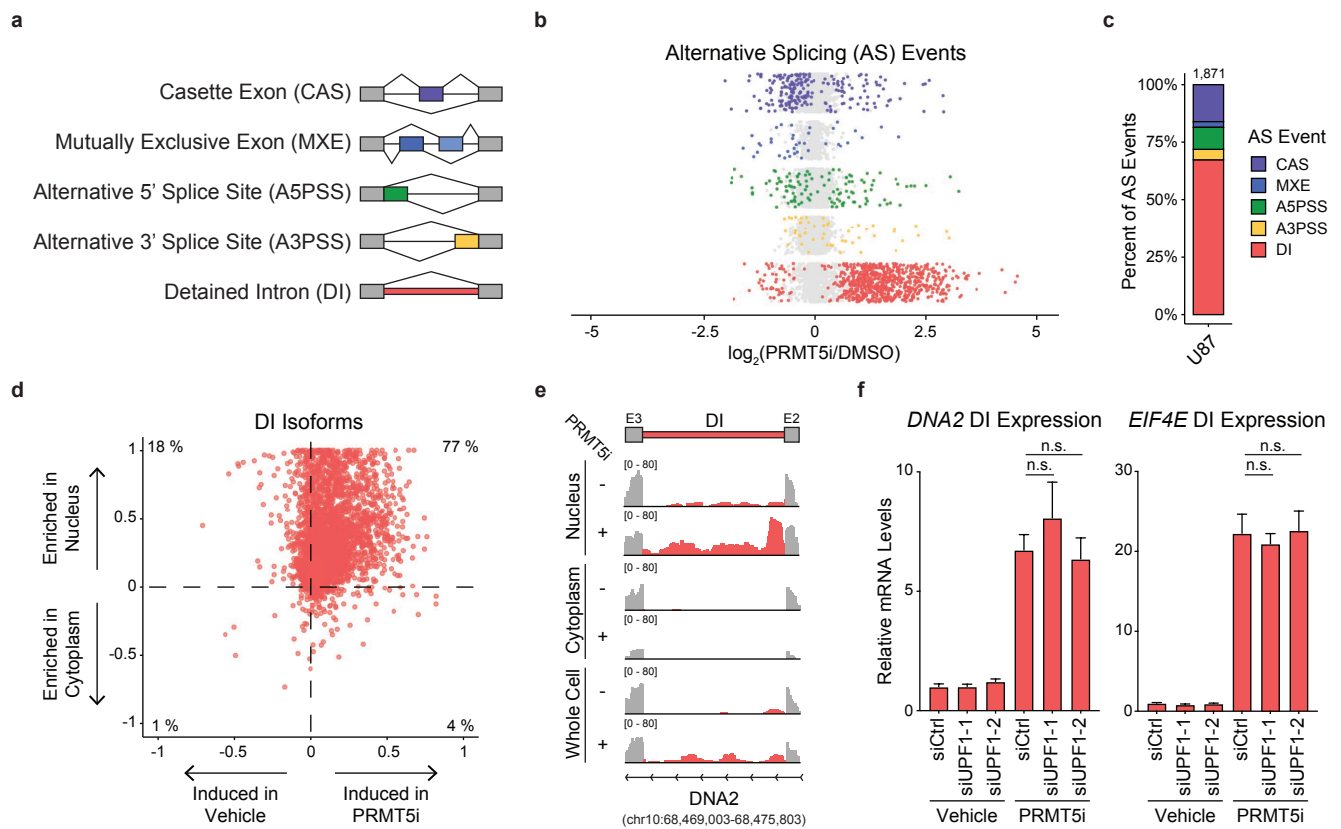 a
Casette Exon (CAS)
Mutually Exclusive Exon (MXE)
Alternative 5' Splice Site (A5PSS)
Alternative 3' Splice Site (A3PSS)
Detained Intron (DI)
b
Alternative Splicing (AS) Events
-5
-2.5
0
2.5
5
log2(PRMT5i/DMSO)
c
1,871
100%
75%
50%
25%
0%
Percent of AS Events
U87
AS Event
CAS
MXE
A5PSS
A3PSS
DI
d
DI Isoforms
18 %
77 %
1 %
4 %
1
0.5
0
-0.5
-1
Enriched in
Nucleus
Enriched in
Cytoplasm
-1
-0.5
0
0.5
1
Induced in
Vehicle
Induced in
PRMT5i
e
E3
DI
E2
PRMT5i
Nucleus
-
[0 - 80]
+
[0 - 80]
Cytoplasm
-
[0 - 80]
+
[0 - 80]
Whole Cell
-
[0 - 80]
+
[0 - 80]
DNA2
(chr10:68,469,003-68,475,803)
f
DNA2 DI Expression
n.s.
n.s.
10
5
0
Relative mRNA Levels
siCtrl
siUPF1-1
siUPF1-2
siCtrl
siUPF1-1
siUPF1-2
Vehicle
PRMT5i
EIF4E DI Expression
n.s.
n.s.
30
20
10
0
siCtrl
siUPF1-1
siUPF1-2
siCtrl
siUPF1-1
siUPF1-2
Vehicle
PRMT5i